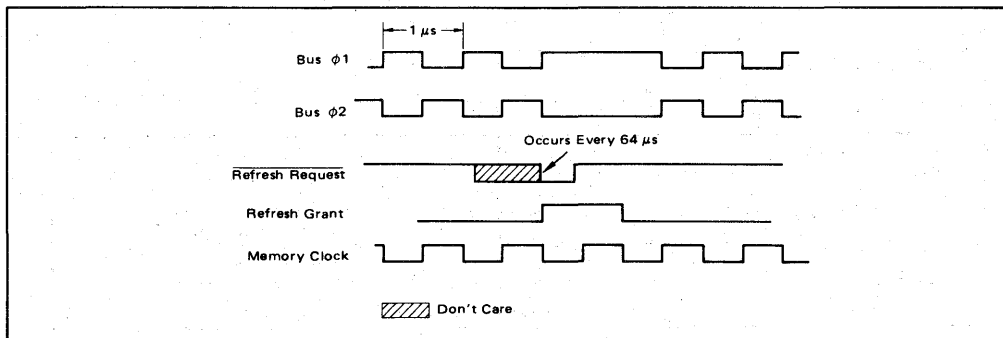 1 μs
Bus ϕ1
Bus ϕ2
Occurs Every 64 μs
Refresh Request
Refresh Grant
Memory Clock
Don't Care